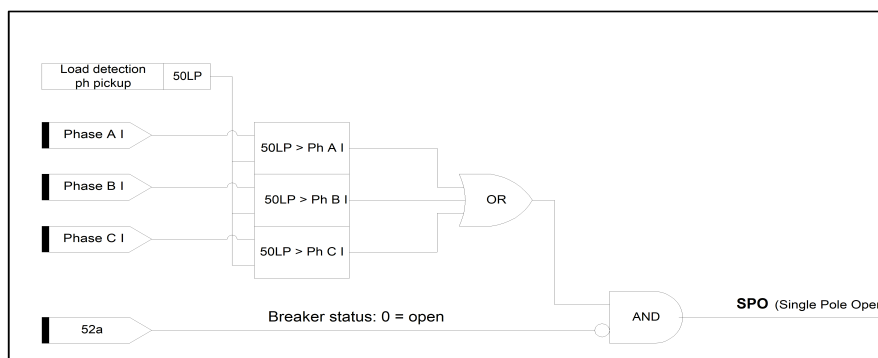 Load detection
ph pickup
50LP
Phase A I
50LP > Ph A I
Phase B I
50LP > Ph B I
OR
Phase C I
50LP > Ph C I
SPO (Single Pole Oper
Breaker status: 0 = open
AND
52a